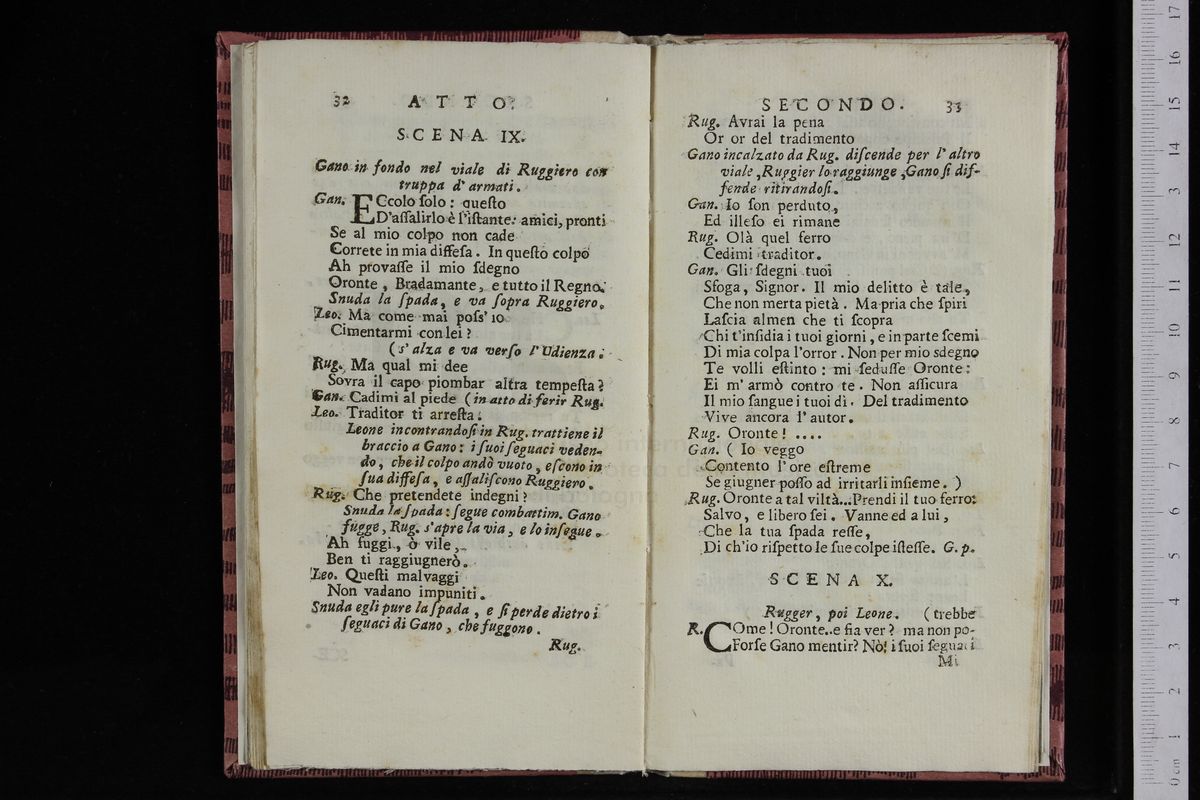 32 ATTO.
SCENA IX.
Gano in fondo nel viale di Ruggiero con
truppa d' armati.
Gan. ECcolo ſolo: queſto
D'aſſalirlo è l'iſtante: amici, pronti
Se al mio colpo non cade
Correte in mia difeſa. In queſto colpo
Ah provaſſe il mio ſdegno
Oronte, Bradamante, e tutto il Regno.
Snuda la ſpada, e va ſopra Ruggiero.
Leo. Ma come mai poſs' io
Cimentarmi con lei?
(s' alza e va verſo l' Udienza.
Rug. Ma qual mi dee
Sovra il capo piombar altra tempeſta?
Gan. Cadimi al piede (in atto di ferir Rug.
Leo. Traditor ti arreſta.
Leone incontrandoſi in Rug. trattiene il
braccio a Gano: i ſuoi ſeguaci veden-
do, che il colpo andò vuoto, eſcono in
ſua diffeſa, e aſſaliſcono Ruggiero.
Rug. Che pretendete indegni?
Snuda la ſpada: ſegue combattim. Gano
fugge, Rug. s'apre la via, e lo inſegue.
Ah fuggi, ò vile,
Ben ti raggiugnerò.
Leo. Queſti malvaggi
Non vadano impuniti.
Snuda egli pure la ſpada, e ſi perde dietro i
ſeguaci di Gano, che fuggono.
Rug.
SECONDO. 33
Rug. Avrai la pena
Or or del tradimento
Gano incalzato da Rug. diſcende per l' altro
viale, Ruggier lo raggiunge, Gano ſi dif-
fende ritirandoſi.
Gan. Io ſon perduto,
Ed illeſo ei rimane
Rug. Olà quel ferro
Cedimi traditor.
Gan. Gli ſdegni tuoi
Sfoga, Signor. Il mio delitto è tale,
Che non merta pietà. Ma pria che ſpiri
Laſcia almen che ti ſcopra
Chi t'inſidia i tuoi giorni, e in parte ſcemi
Di mia colpa l'orror. Non per mio sdegno
Te volli eſtinto: mi ſeduſſe Oronte:
Ei m' armò contro te. Non aſſicura
Il mio ſangue i tuoi dì. Del tradimento
Vive ancora l' autor.
Rug. Oronte! ....
Gan. ( Io veggo
Contento l' ore eſtreme
Se giugner poſſo ad irritarli inſieme. )
Rug. Oronte a tal viltà...Prendi il tuo ferro:
Salvo, e libero ſei. Vanne ed a lui,
Che la tua ſpada reſſe,
Di ch'io riſpetto le ſue colpe iſteſſe. G. p.
SCENA X.
Rugger, poi Leone. (trebbe
R. COme! Oronte..e fia ver? ma non po-
Forſe Gano mentir? Nò! i ſuoi ſeguaci
Mi